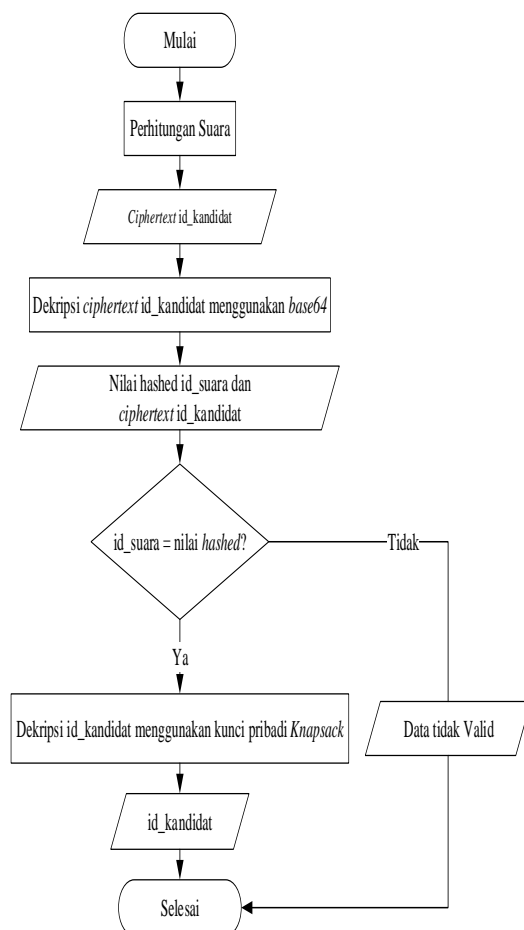 Mulai
Perhitungan Suara
Ciphertext id_kandidat
Dekripsi ciphertext id_kandidat menggunakan base64
Nilai hashed id_suara dan
ciphertext id_kandidat
id_suara = nilai hashed?
Tidak
Ya
Dekripsi id_kandidat menggunakan kunci pribadi Knapsack
Data tidak Valid
id_kandidat
Selesai